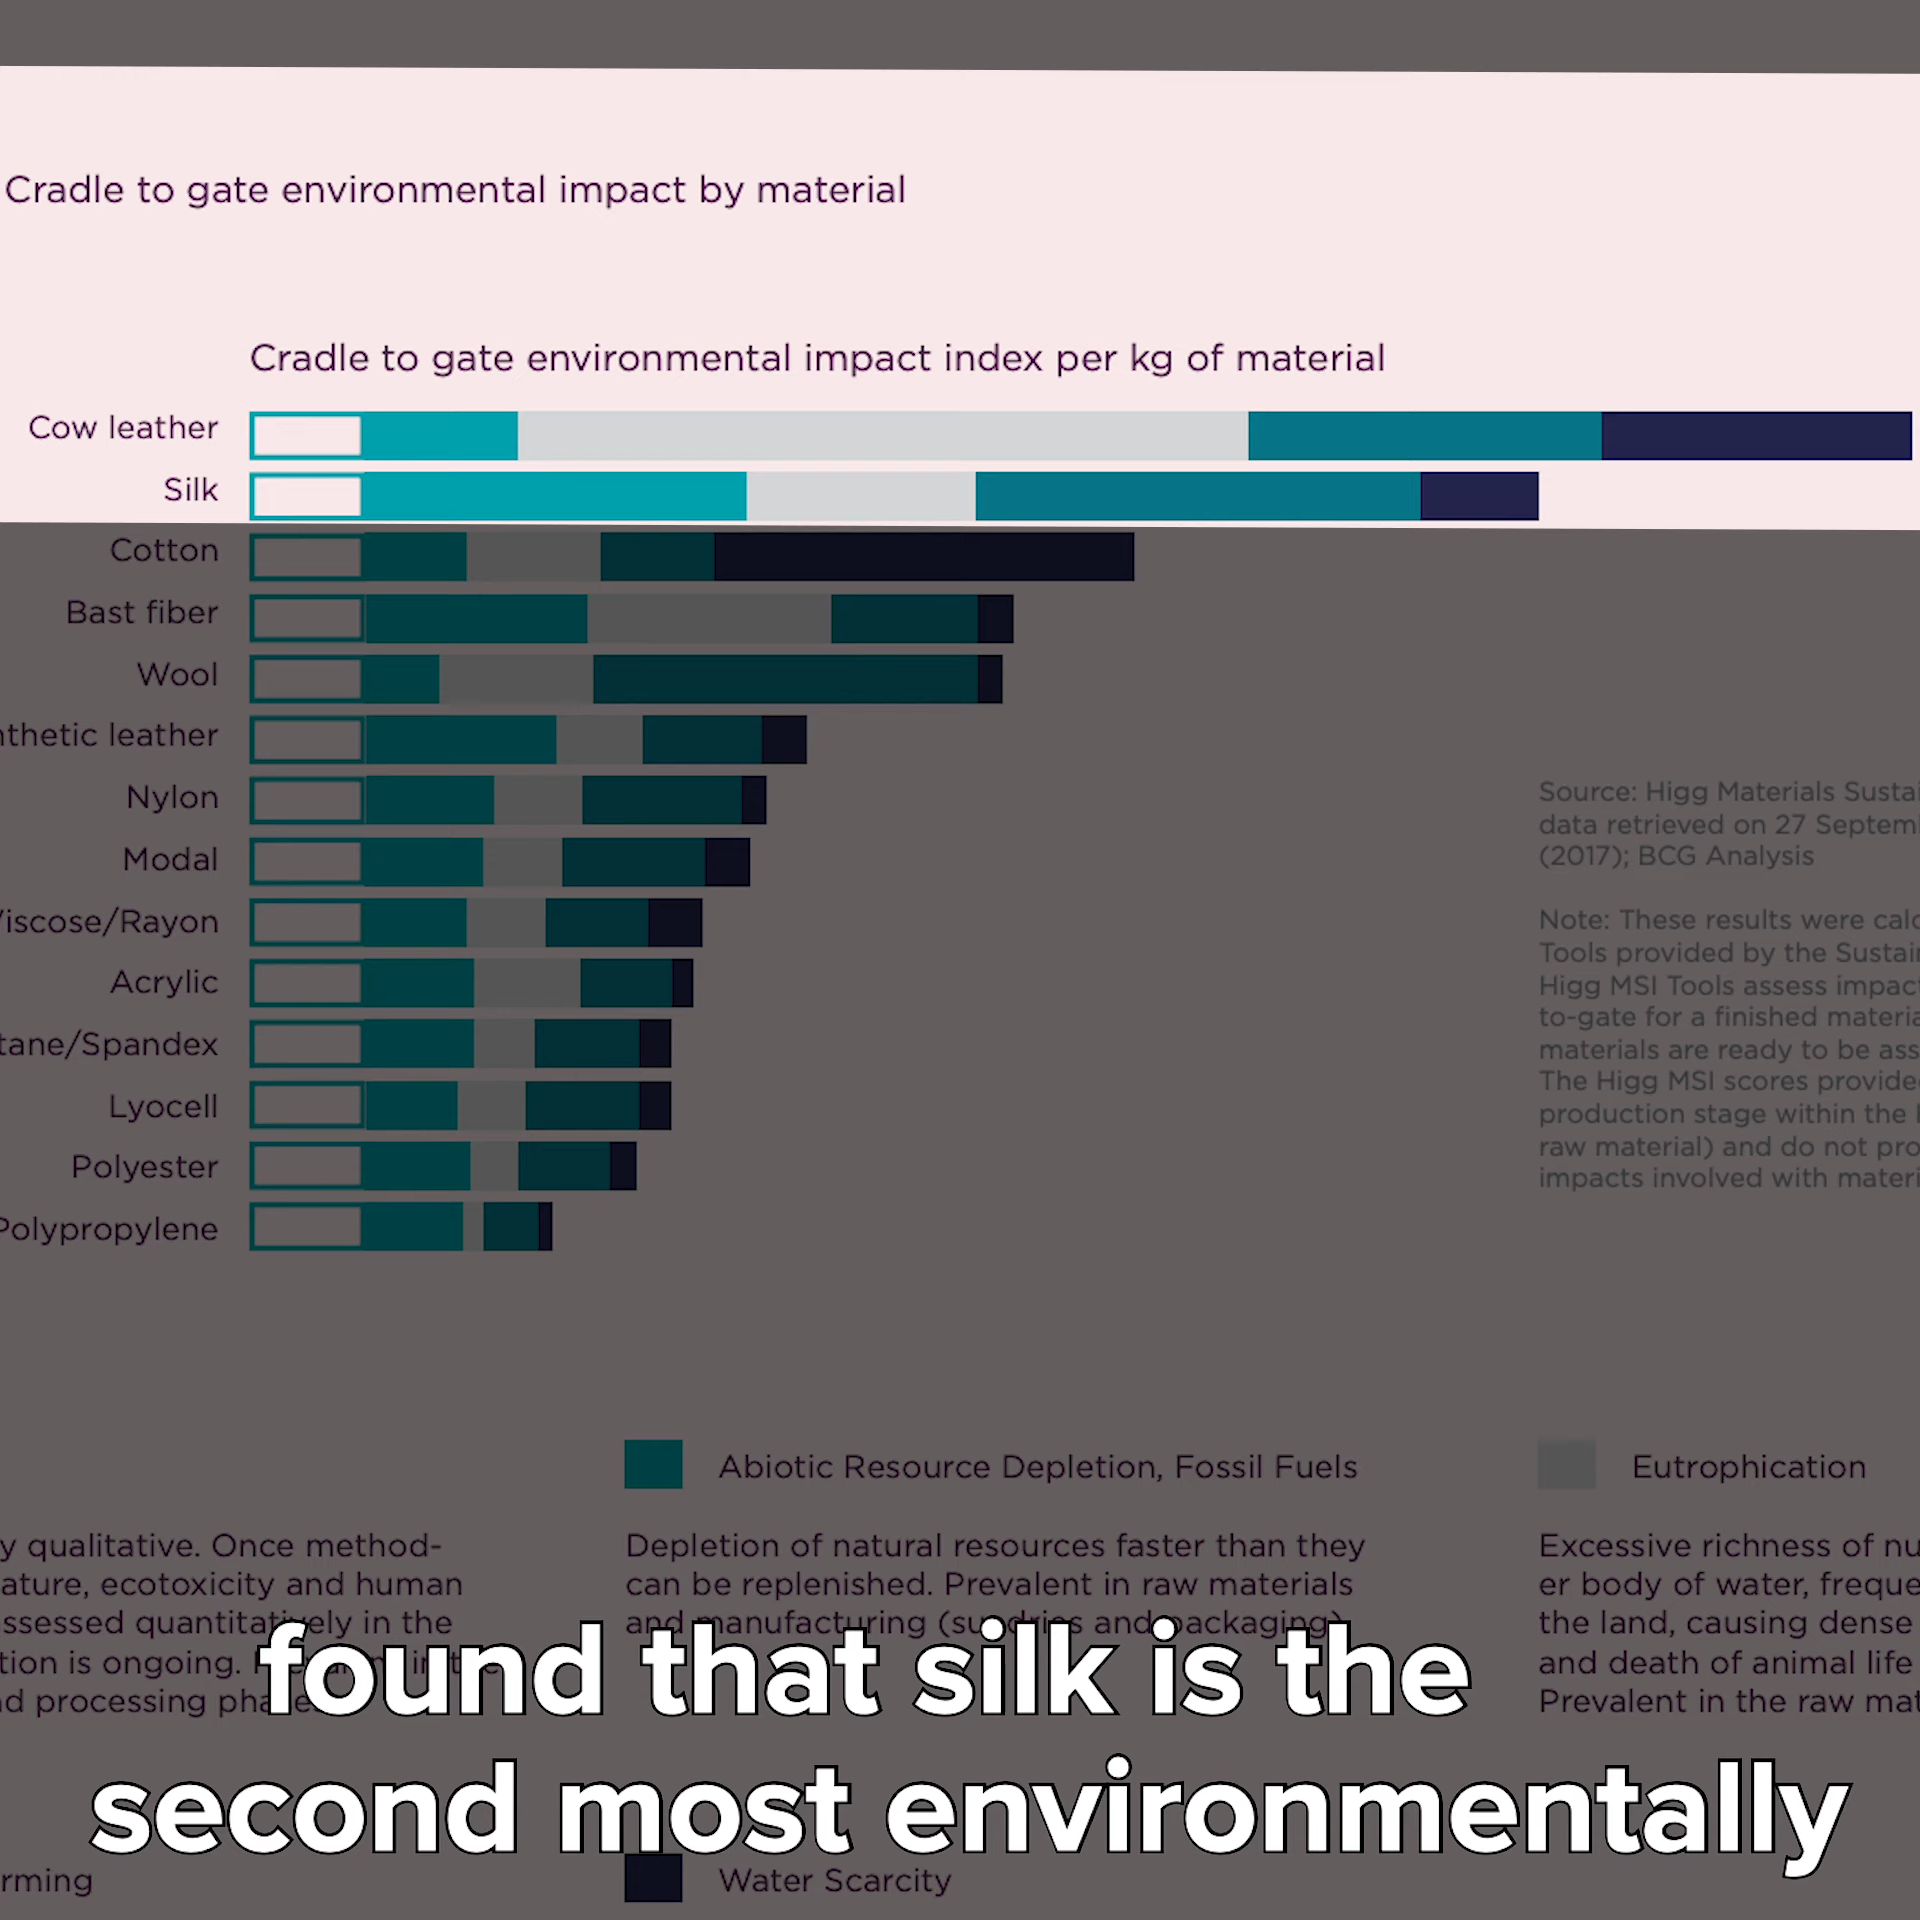 Cradle to gate environmental impact by material
Cradle to gate environmental impact index per kg of material
Cow leather
Silk
Cotton
Bast fiber
Wool
nthetic leather
Nylon
Modal
Viscose/Rayon
Acrylic
tane/Spandex
Lyocell
Polyester
Polypropylene
Source: Higg Materials Sustai
data retrieved on 27 Septem
(2017); BCG Analysis
Note: These results were calc
Tools provided by the Sustain
Higg MSI Tools assess impact
to-gate for a finished materia
materials are ready to be ass
The Higg MSI scores provide
production stage within the
raw material) and do not pro
impacts involved with materi
y qualitative. Once method-
ature, ecotoxicity and human
ssessed quantitatively in the
tion is ongoing.
nd processing
Abiotic Resource Depletion, Fossil Fuels
Depletion of natural resources faster than they
can be replenished. Prevalent in raw materials
and manufacturing (sundries and packaging)
Eutrophication
Excessive richness of nu
er body of water, freque
the land, causing dense
and death of animal life
Prevalent in the raw mat
found that silk is the
second most environmentally
rming
Water Scarcity